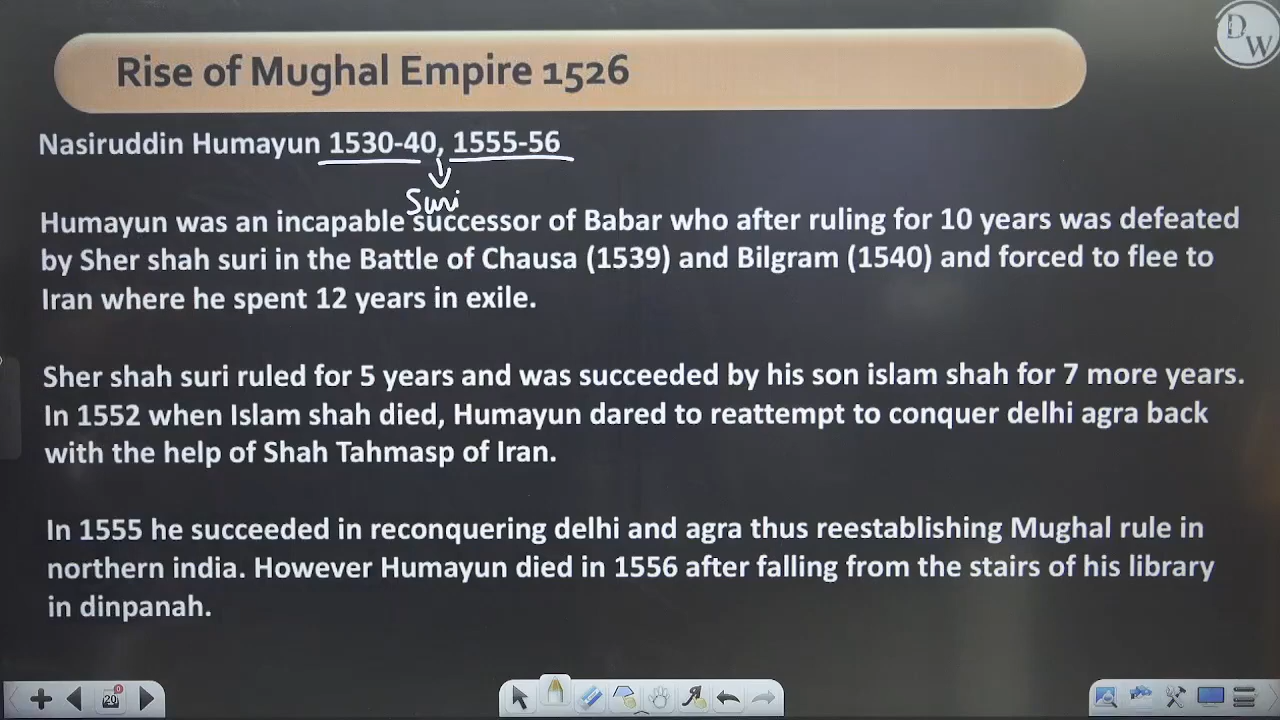 D
W
Rise of Mughal Empire 1526
Nasiruddin Humayun 1530-40, 1555-56
Suri
Humayun was an incapable successor of Babar who after ruling for 10 years was defeated
by Sher shah suri in the Battle of Chausa (1539) and Bilgram (1540) and forced to flee to
Iran where he spent 12 years in exile.
Sher shah suri ruled for 5 years and was succeeded by his son islam shah for 7 more years.
In 1552 when Islam shah died, Humayun dared to reattempt to conquer delhi agra back
with the help of Shah Tahmasp of Iran.
In 1555 he succeeded in reconquering delhi and agra thus reestablishing Mughal rule in
northern india. However Humayun died in 1556 after falling from the stairs of his library
in dinpanah.
20
0